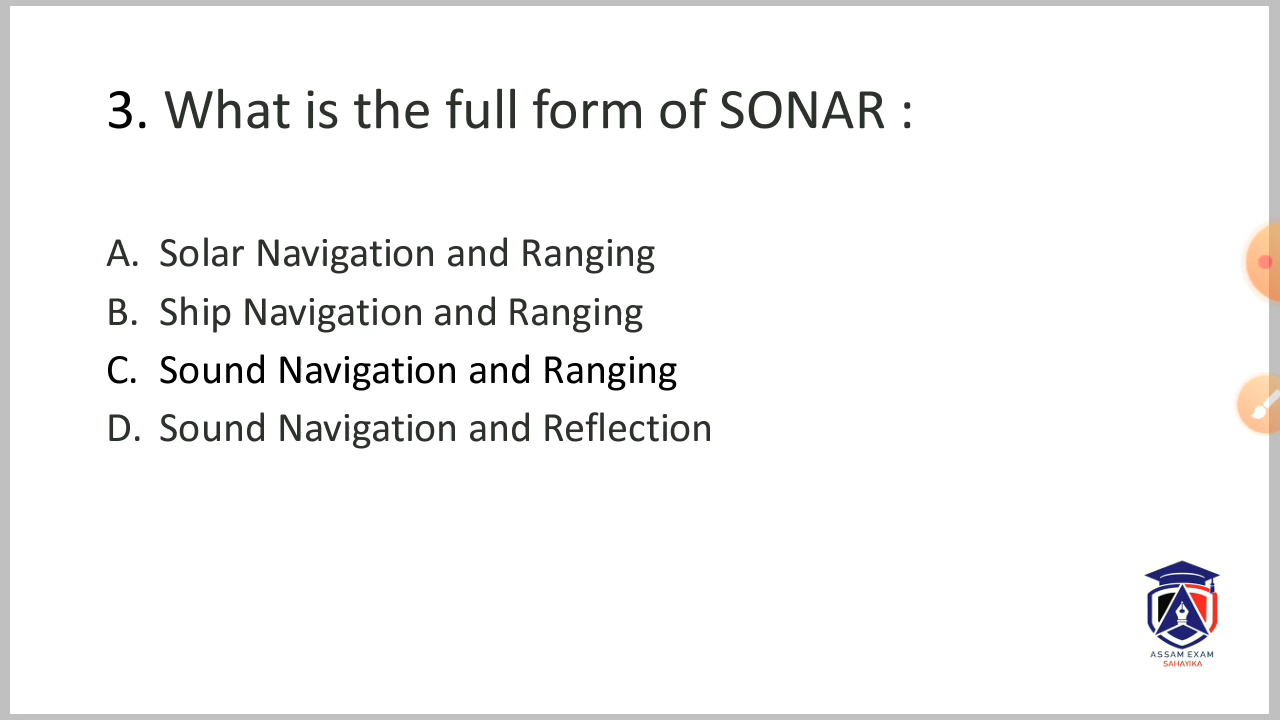 3. What is the full form of SONAR :
A. Solar Navigation and Ranging
B. Ship Navigation and Ranging
C. Sound Navigation and Ranging
D. Sound Navigation and Reflection
ASSAM EXAM
SAHAYIKA